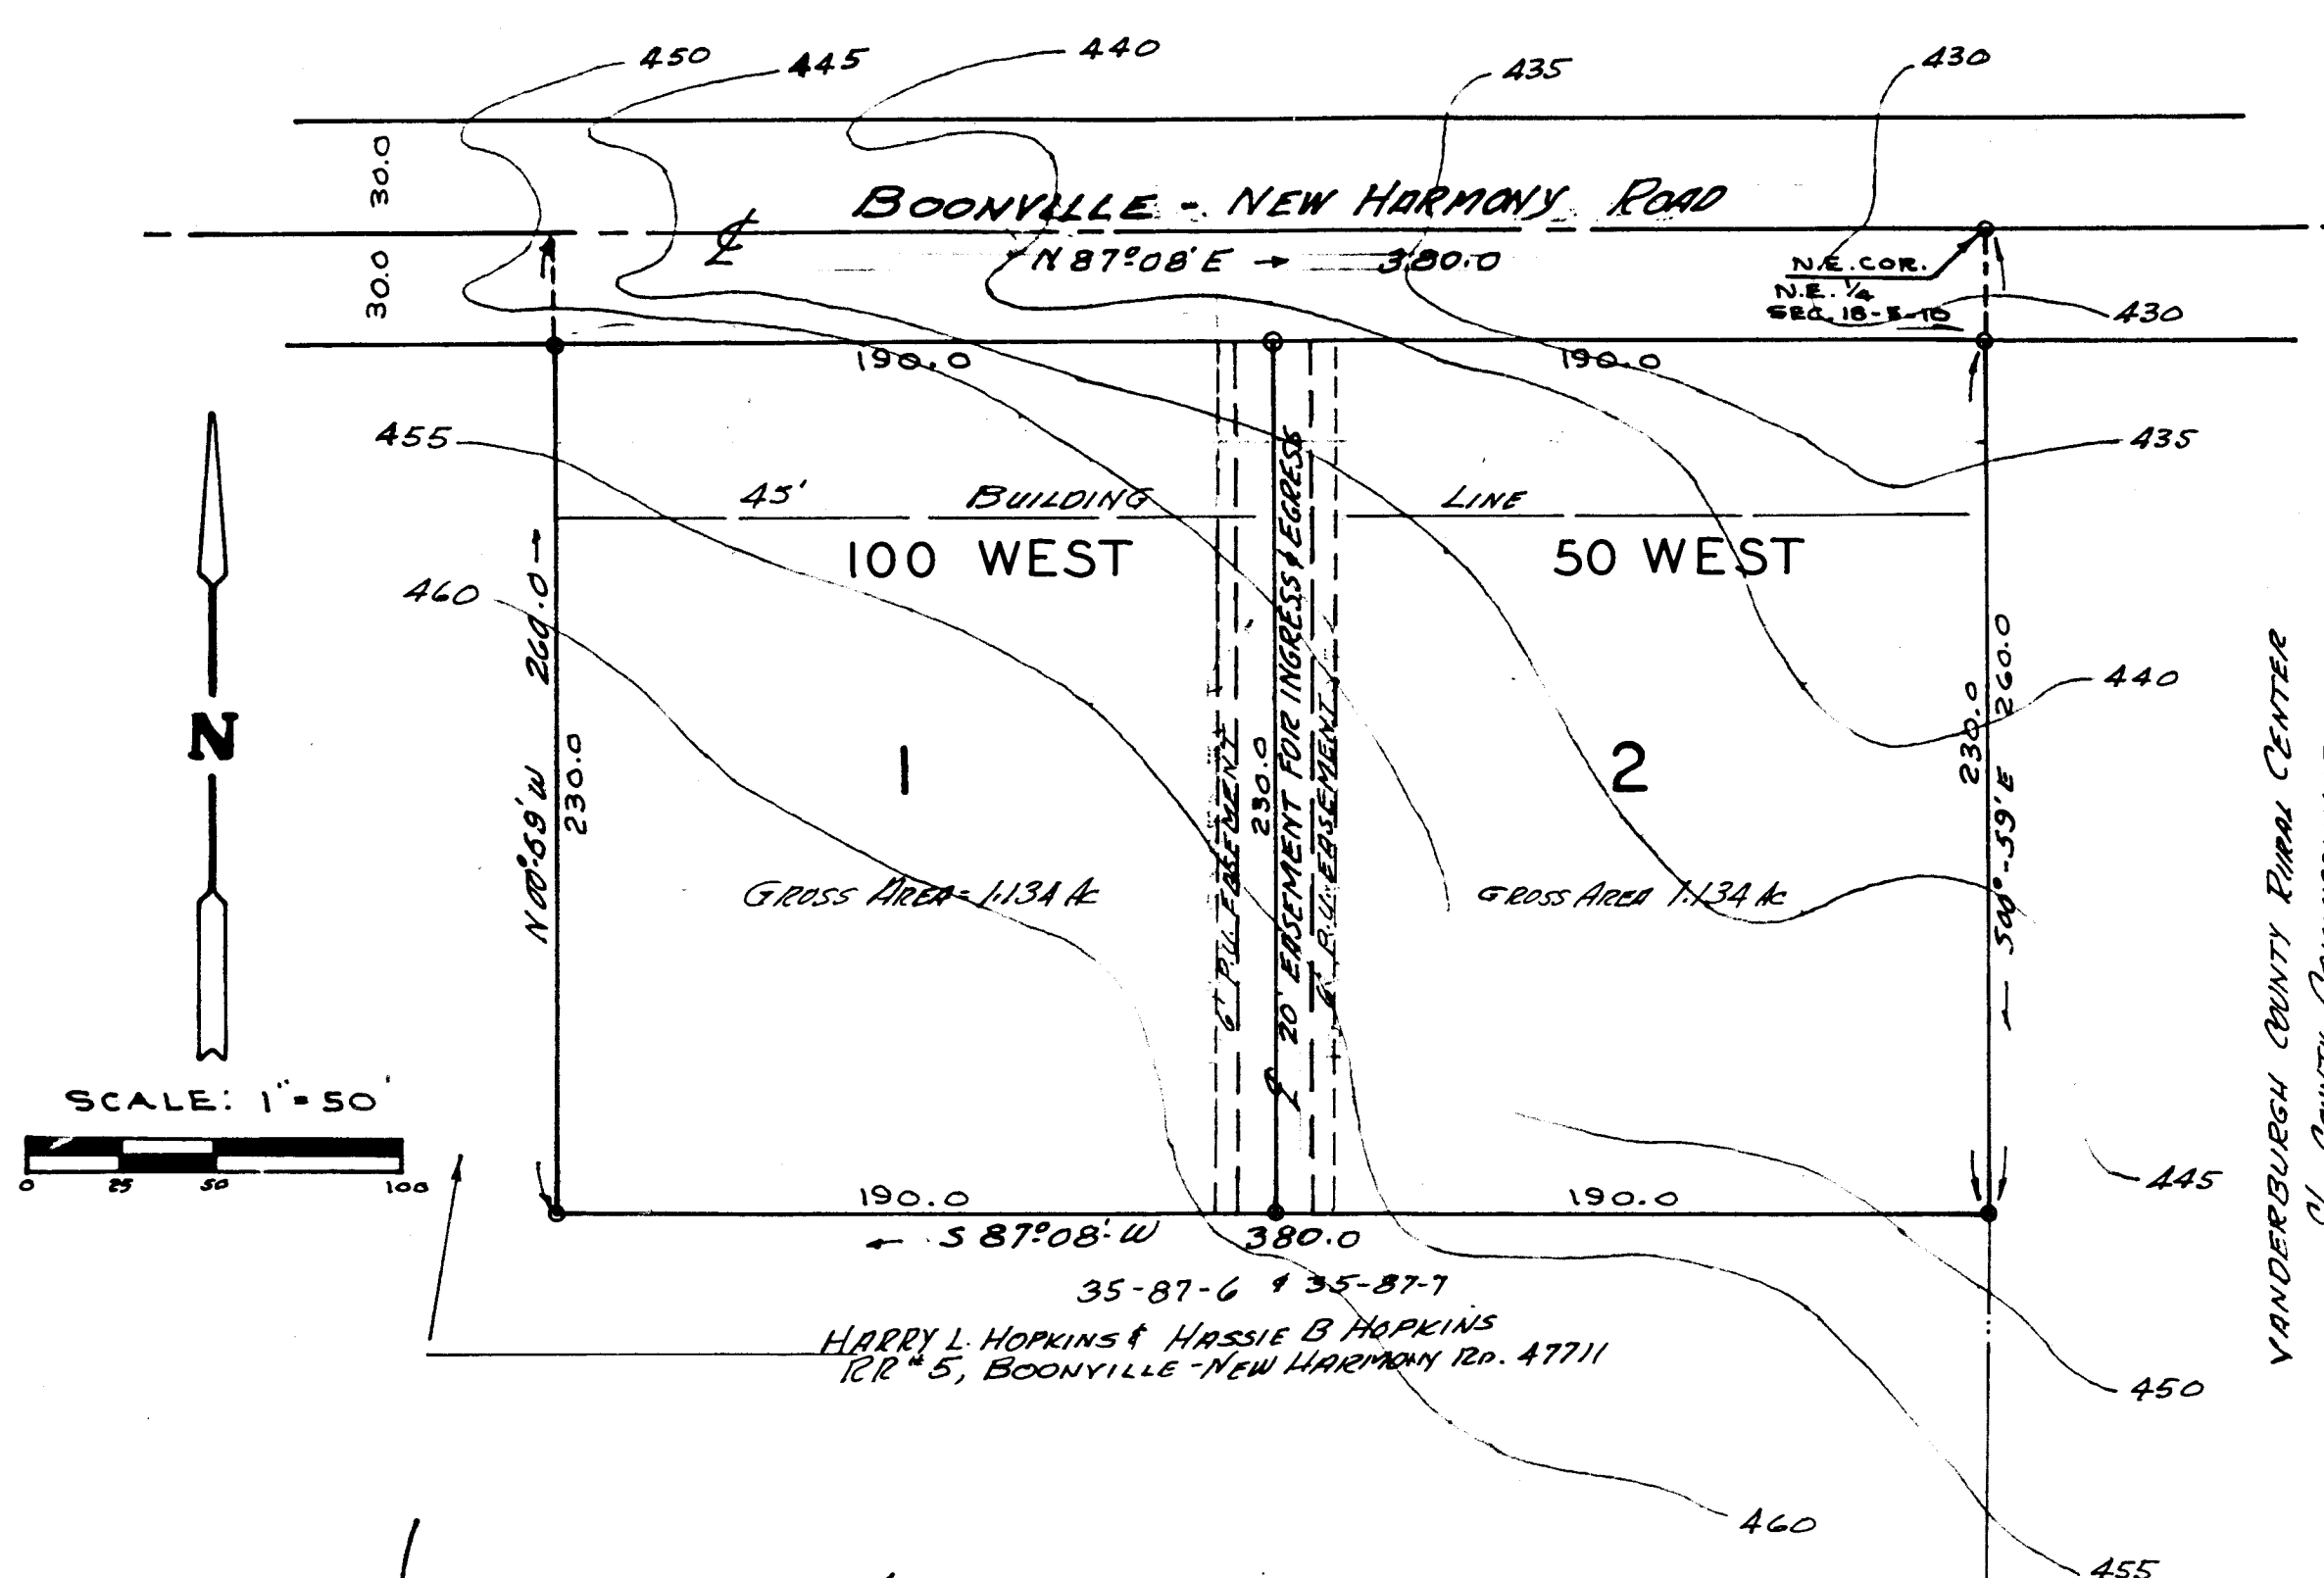 450
445
440
435
430
30.0
BOONVILLE - NEW HARMONY ROAD
30.0
N 87°08' E → 380.0
N.E. COR.
N.E. 1/4
430
190.0
190.0
455
435
45' BUILDING LINE
100 WEST
50 WEST
460
N
260.0 →
230.0
6' P.U. EASEMENT
230.0
20' EASEMENT FOR INGRESS & EGRESS
6' P.U. EASEMENT
440
230.0
S00°-59' E 260.0
1
2
GROSS AREA = 1.134 AC
GROSS AREA 1.134 AC
VANDERBURGH COUNTY RURAL CENTER
SCALE: 1" = 50'
0 25 50 100
445
190.0
190.0
← S 87°08' W 380.0
35-87-6 & 35-87-7
HARRY L. HOPKINS & HASSIE B HOPKINS
RR #5, BOONVILLE - NEW HARMONY RD. 47711
450
460
455